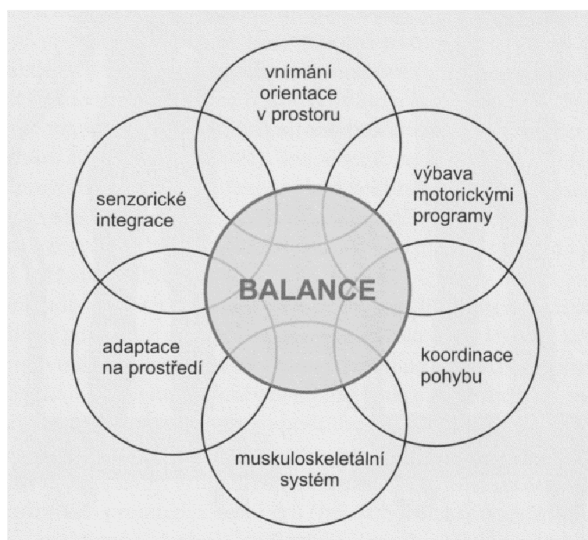 vnímání
orientace
v prostoru
výbava
motorickými
programy
senzorické
integrace
BALANCE
adaptace
na prostředí
koordinace
pohybu
muskuloskeletální
systém